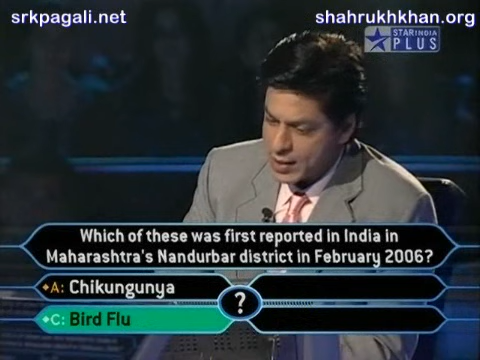 srkpagali.net
shahrukhkhan.org
STAR INDIA
PLUS
Which of these was first reported in India in
Maharashtra's Nandurbar district in February 2006?
A: Chikungunya
?
C: Bird Flu